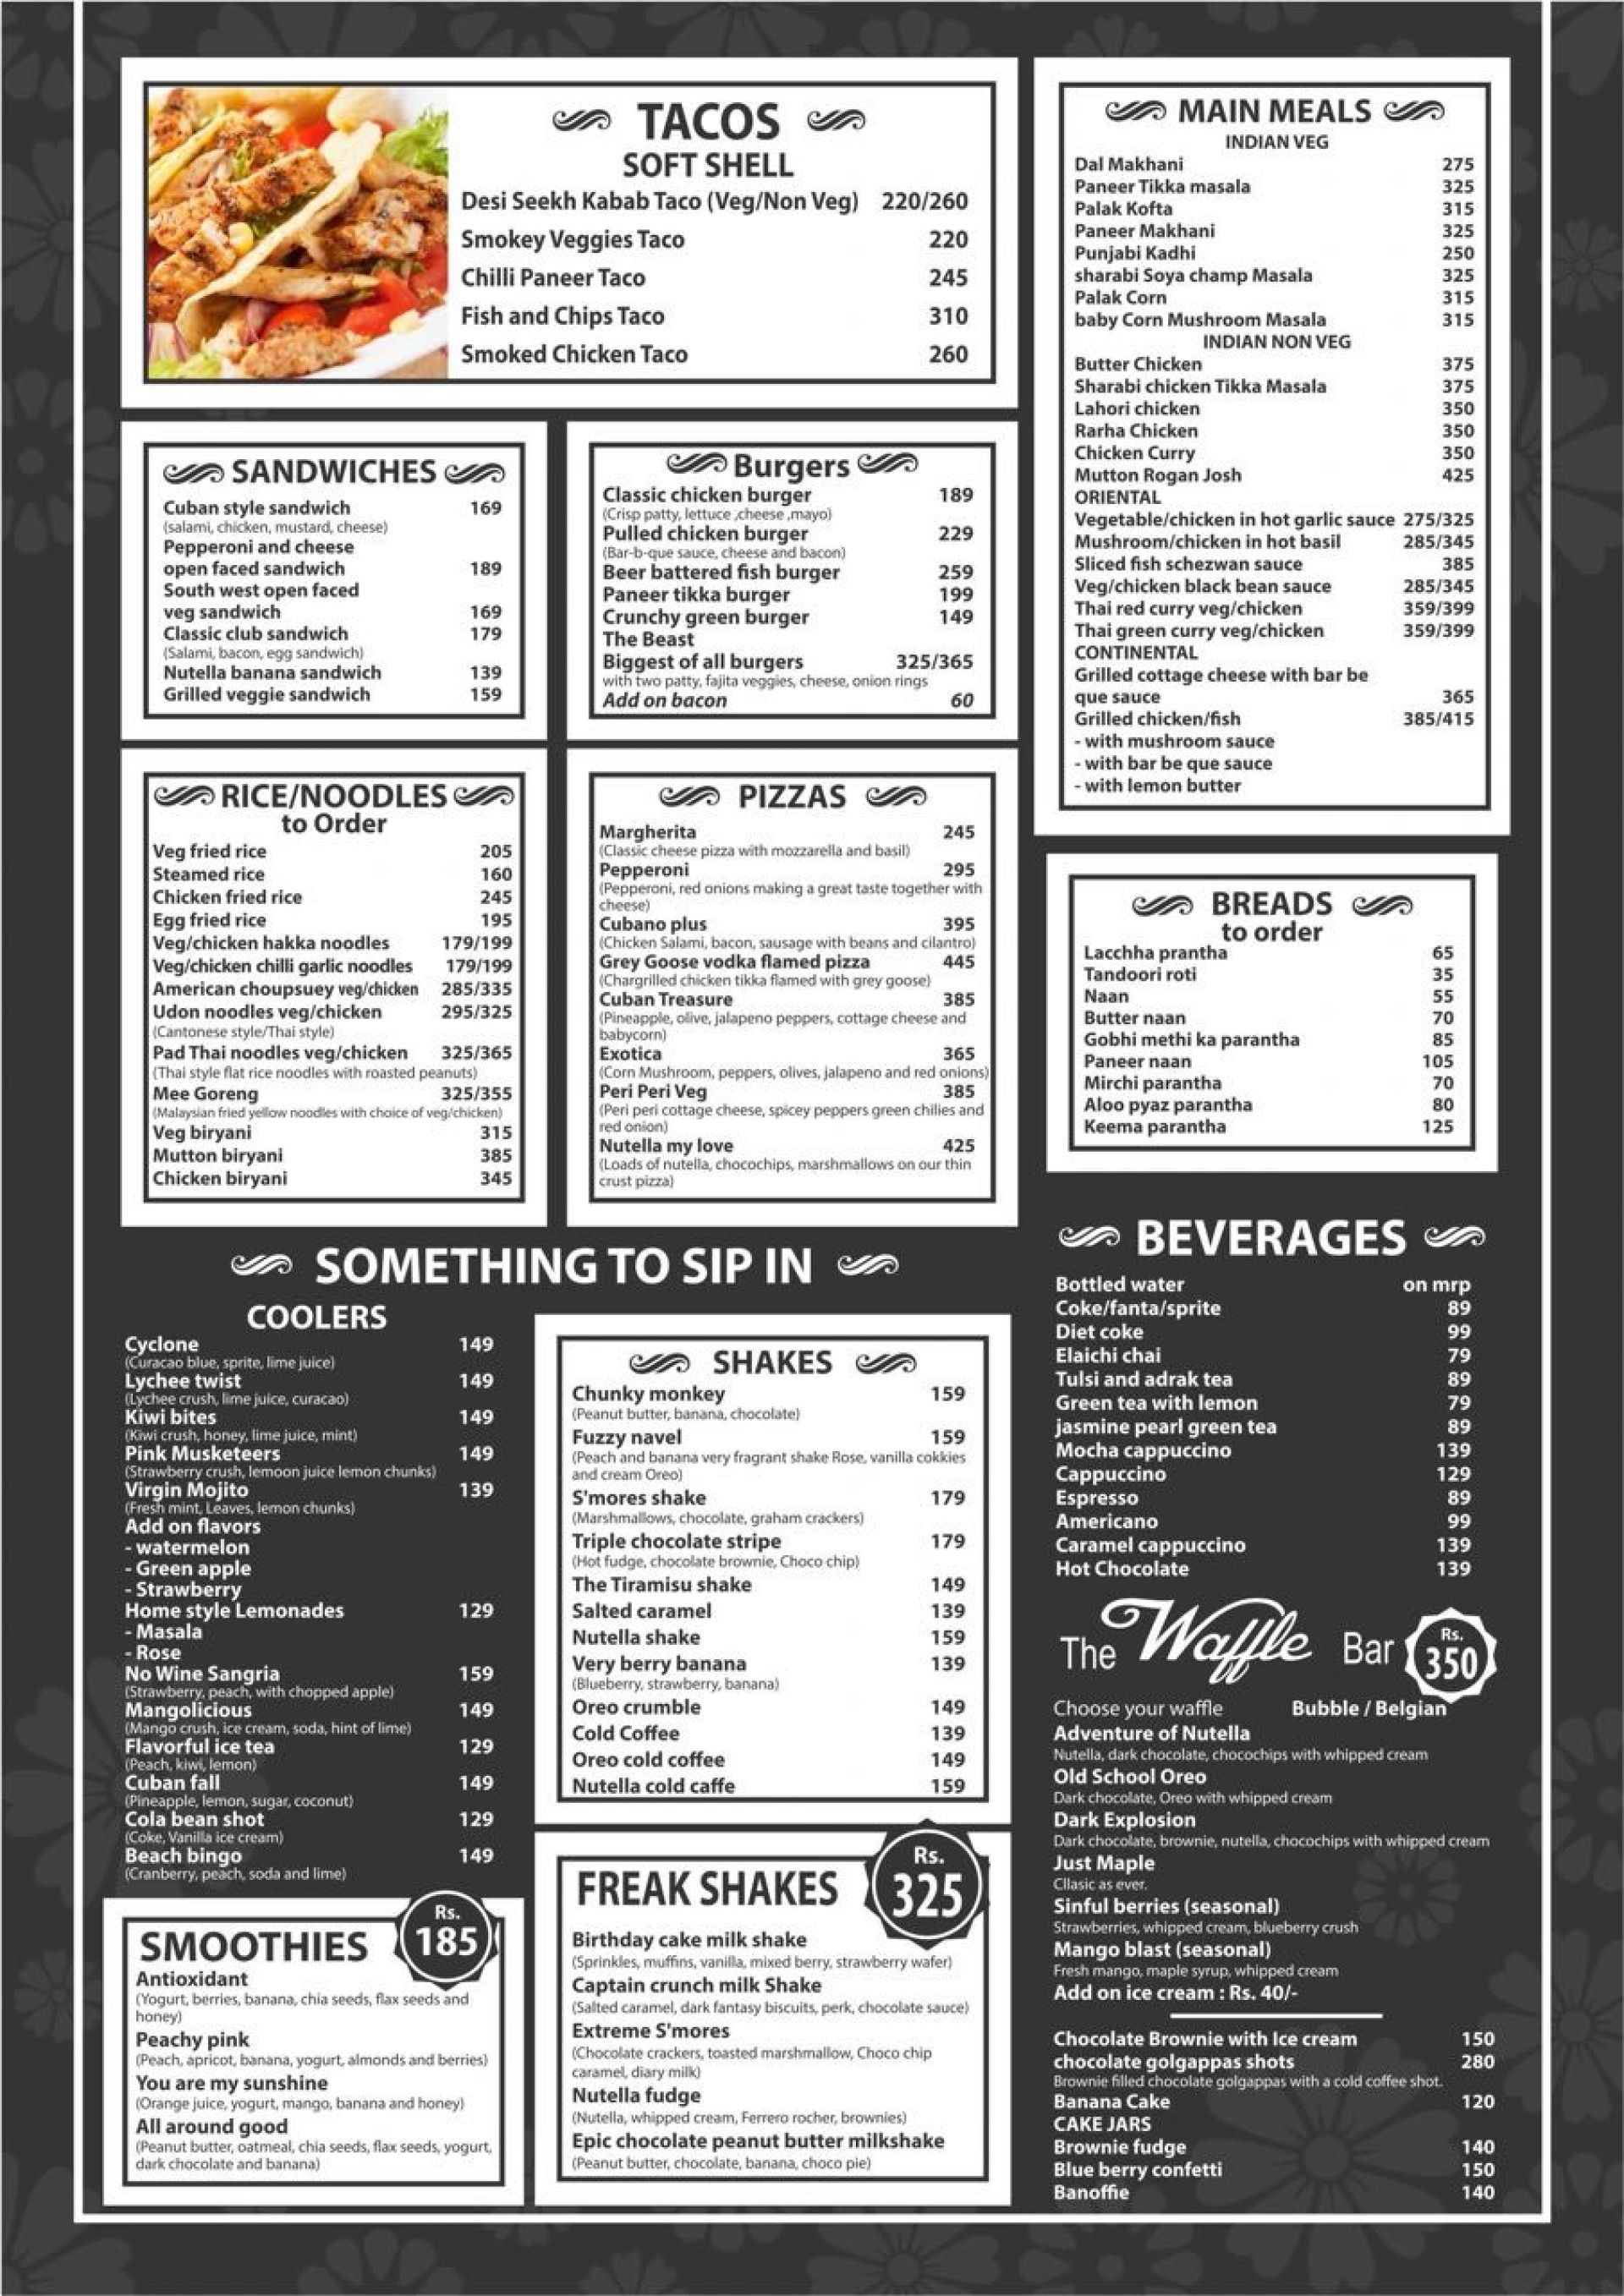 TACOS
SOFT SHELL
Desi Seekh Kabab Taco (Veg/Non Veg) 220/260
Smokey Veggies Taco 220
Chilli Paneer Taco 245
Fish and Chips Taco 310
Smoked Chicken Taco 260
SANDWICHES
Cuban style sandwich 169
(salami, chicken, mustard, cheese)
Pepperoni and cheese
open faced sandwich 189
South west open faced
veg sandwich 169
Classic club sandwich 179
(Salami, bacon, egg sandwich)
Nutella banana sandwich 139
Grilled veggie sandwich 159
Burgers
Classic chicken burger 189
(Crisp patty, lettuce ,cheese ,mayo)
Pulled chicken burger 229
(Bar-b-que sauce, cheese and bacon)
Beer battered fish burger 259
Paneer tikka burger 199
Crunchy green burger 149
The Beast
Biggest of all burgers 325/365
with two patty, fajita veggies, cheese, onion rings
Add on bacon 60
RICE/NOODLES
to Order
Veg fried rice 205
Steamed rice 160
Chicken fried rice 245
Egg fried rice 195
Veg/chicken hakka noodles 179/199
Veg/chicken chilli garlic noodles 179/199
American choupsuey veg/chicken 285/335
Udon noodles veg/chicken 295/325
(Cantonese style/Thai style)
Pad Thai noodles veg/chicken 325/365
(Thai style flat rice noodles with roasted peanuts)
Mee Goreng 325/355
(Malaysian fried yellow noodles with choice of veg/chicken)
Veg biryani 315
Mutton biryani 385
Chicken biryani 345
PIZZAS
Margherita 245
(Classic cheese pizza with mozzarella and basil)
Pepperoni 295
(Pepperoni, red onions making a great taste together with
cheese)
Cubano plus 395
(Chicken Salami, bacon, sausage with beans and cilantro)
Grey Goose vodka flamed pizza 445
(Chargrilled chicken tikka flamed with grey goose)
Cuban Treasure 385
(Pineapple, olive, jalapeno peppers, cottage cheese and
babycorn)
Exotica 365
(Corn Mushroom, peppers, olives, jalapeno and red onions)
Peri Peri Veg 385
(Peri peri cottage cheese, spicey peppers green chilies and
red onion)
Nutella my love 425
(Loads of nutella, chocochips, marshmallows on our thin
crust pizza)
MAIN MEALS
INDIAN VEG
Dal Makhani 275
Paneer Tikka masala 325
Palak Kofta 315
Paneer Makhani 325
Punjabi Kadhi 250
sharabi Soya champ Masala 325
Palak Corn 315
baby Corn Mushroom Masala 315
INDIAN NON VEG
Butter Chicken 375
Sharabi chicken Tikka Masala 375
Lahori chicken 350
Rarha Chicken 350
Chicken Curry 350
Mutton Rogan Josh 425
ORIENTAL
Vegetable/chicken in hot garlic sauce 275/325
Mushroom/chicken in hot basil 285/345
Sliced fish schezwan sauce 385
Veg/chicken black bean sauce 285/345
Thai red curry veg/chicken 359/399
Thai green curry veg/chicken 359/399
CONTINENTAL
Grilled cottage cheese with bar be
que sauce 365
Grilled chicken/fish 385/415
- with mushroom sauce
- with bar be que sauce
- with lemon butter
BREADS
to order
Lacchha prantha 65
Tandoori roti 35
Naan 55
Butter naan 70
Gobhi methi ka parantha 85
Paneer naan 105
Mirchi parantha 70
Aloo pyaz parantha 80
Keema parantha 125
SOMETHING TO SIP IN
COOLERS
Cyclone 149
(Curacao blue, sprite, lime juice)
Lychee twist 149
(Lychee crush, lime juice, curacao)
Kiwi bites 149
(Kiwi crush, honey, lime juice, mint)
Pink Musketeers 149
(Strawberry crush, lemoon juice lemon chunks)
Virgin Mojito 139
(Fresh mint, Leaves, lemon chunks)
Add on flavors
- watermelon
- Green apple
- Strawberry
Home style Lemonades 129
- Masala
- Rose
No Wine Sangria 159
(Strawberry, peach, with chopped apple)
Mangolicious 149
(Mango crush, ice cream, soda, hint of lime)
Flavorful ice tea 129
(Peach, kiwi, lemon)
Cuban fall 149
(Pineapple, lemon, sugar, coconut)
Cola bean shot 129
(Coke, Vanilla ice cream)
Beach bingo 149
(Cranberry, peach, soda and lime)
SMOOTHIES Rs. 185
Antioxidant
(Yogurt, berries, banana, chia seeds, flax seeds and
honey)
Peachy pink
(Peach, apricot, banana, yogurt, almonds and berries)
You are my sunshine
(Orange juice, yogurt, mango, banana and honey)
All around good
(Peanut butter, oatmeal, chia seeds, flax seeds, yogurt,
dark chocolate and banana)
SHAKES
Chunky monkey 159
(Peanut butter, banana, chocolate)
Fuzzy navel 159
(Peach and banana very fragrant shake Rose, vanilla cokkies
and cream Oreo)
S'mores shake 179
(Marshmallows, chocolate, graham crackers)
Triple chocolate stripe 179
(Hot fudge, chocolate brownie, Choco chip)
The Tiramisu shake 149
Salted caramel 139
Nutella shake 159
Very berry banana 139
(Blueberry, strawberry, banana)
Oreo crumble 149
Cold Coffee 139
Oreo cold coffee 149
Nutella cold caffe 159
FREAK SHAKES Rs. 325
Birthday cake milk shake
(Sprinkles, muffins, vanilla, mixed berry, strawberry wafer)
Captain crunch milk Shake
(Salted caramel, dark fantasy biscuits, perk, chocolate sauce)
Extreme S'mores
(Chocolate crackers, toasted marshmallow, Choco chip
caramel, diary milk)
Nutella fudge
(Nutella, whipped cream, Ferrero rocher, brownies)
Epic chocolate peanut butter milkshake
(Peanut butter, chocolate, banana, choco pie)
BEVERAGES
Bottled water on mrp
Coke/fanta/sprite 89
Diet coke 99
Elaichi chai 79
Tulsi and adrak tea 89
Green tea with lemon 79
jasmine pearl green tea 89
Mocha cappuccino 139
Cappuccino 129
Espresso 89
Americano 99
Caramel cappuccino 139
Hot Chocolate 139
The Waffle Bar Rs. 350
Choose your waffle Bubble / Belgian
Adventure of Nutella
Nutella, dark chocolate, chocochips with whipped cream
Old School Oreo
Dark chocolate, Oreo with whipped cream
Dark Explosion
Dark chocolate, brownie, nutella, chocochips with whipped cream
Just Maple
Cllasic as ever.
Sinful berries (seasonal)
Strawberries, whipped cream, blueberry crush
Mango blast (seasonal)
Fresh mango, maple syrup, whipped cream
Add on ice cream : Rs. 40/-
Chocolate Brownie with Ice cream 150
chocolate golgappas shots 280
Brownie filled chocolate golgappas with a cold coffee shot.
Banana Cake 120
CAKE JARS
Brownie fudge 140
Blue berry confetti 150
Banoffie 140